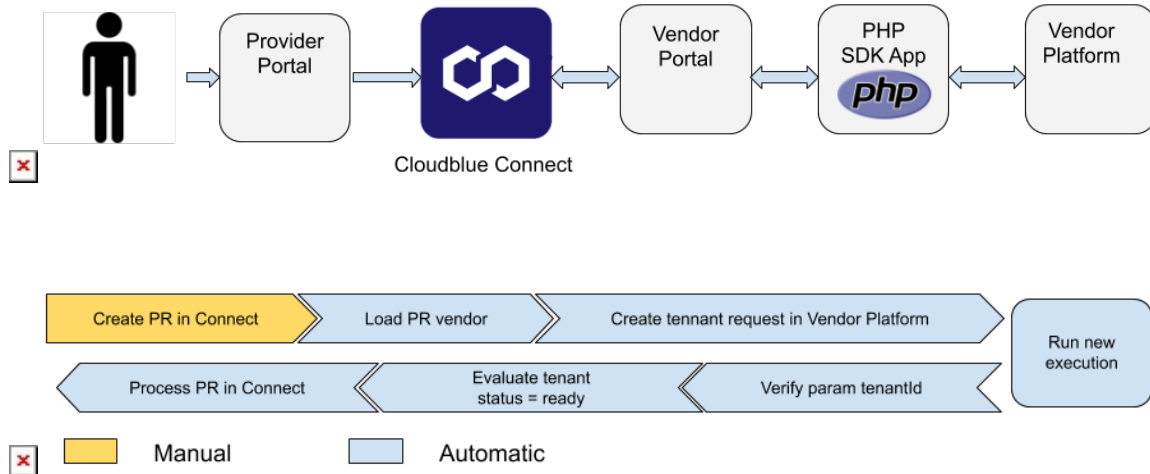 Provider
Portal
Vendor
Portal
PHP
SDK App
php
Vendor
Platform
Cloudblue Connect
Create PR in Connect
Load PR vendor
Create tennant request in Vendor Platform
Run new
execution
Process PR in Connect
Evaluate tenant
status = ready
Verify param tenantId
Manual
Automatic